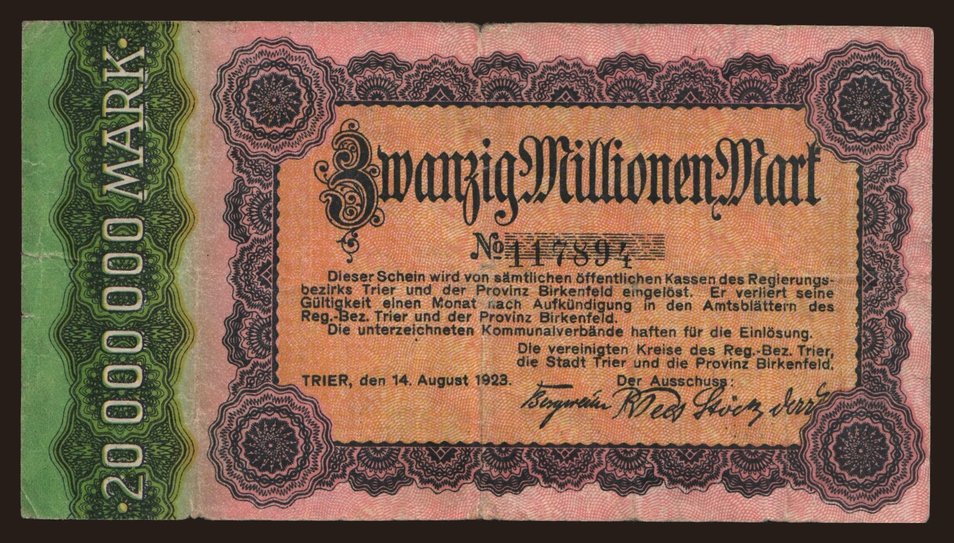 20 000 000 MARK
Zwanzig Millionen Mark
No 117894
Dieser Schein wird von sämtlichen öffentlichen Kassen des Regierungs-
bezirks Trier und der Provinz Birkenfeld eingelöst. Er verliert seine
Gültigkeit einen Monat nach Aufkündigung in den Amtsblättern des
Reg.-Bez. Trier und der Provinz Birkenfeld.
Die unterzeichneten Kommunalverbände haften für die Einlösung.
Die vereinigten Kreise des Reg.-Bez. Trier,
die Stadt Trier und die Provinz Birkenfeld.
TRIER, den 14. August 1923. Der Ausschuss: